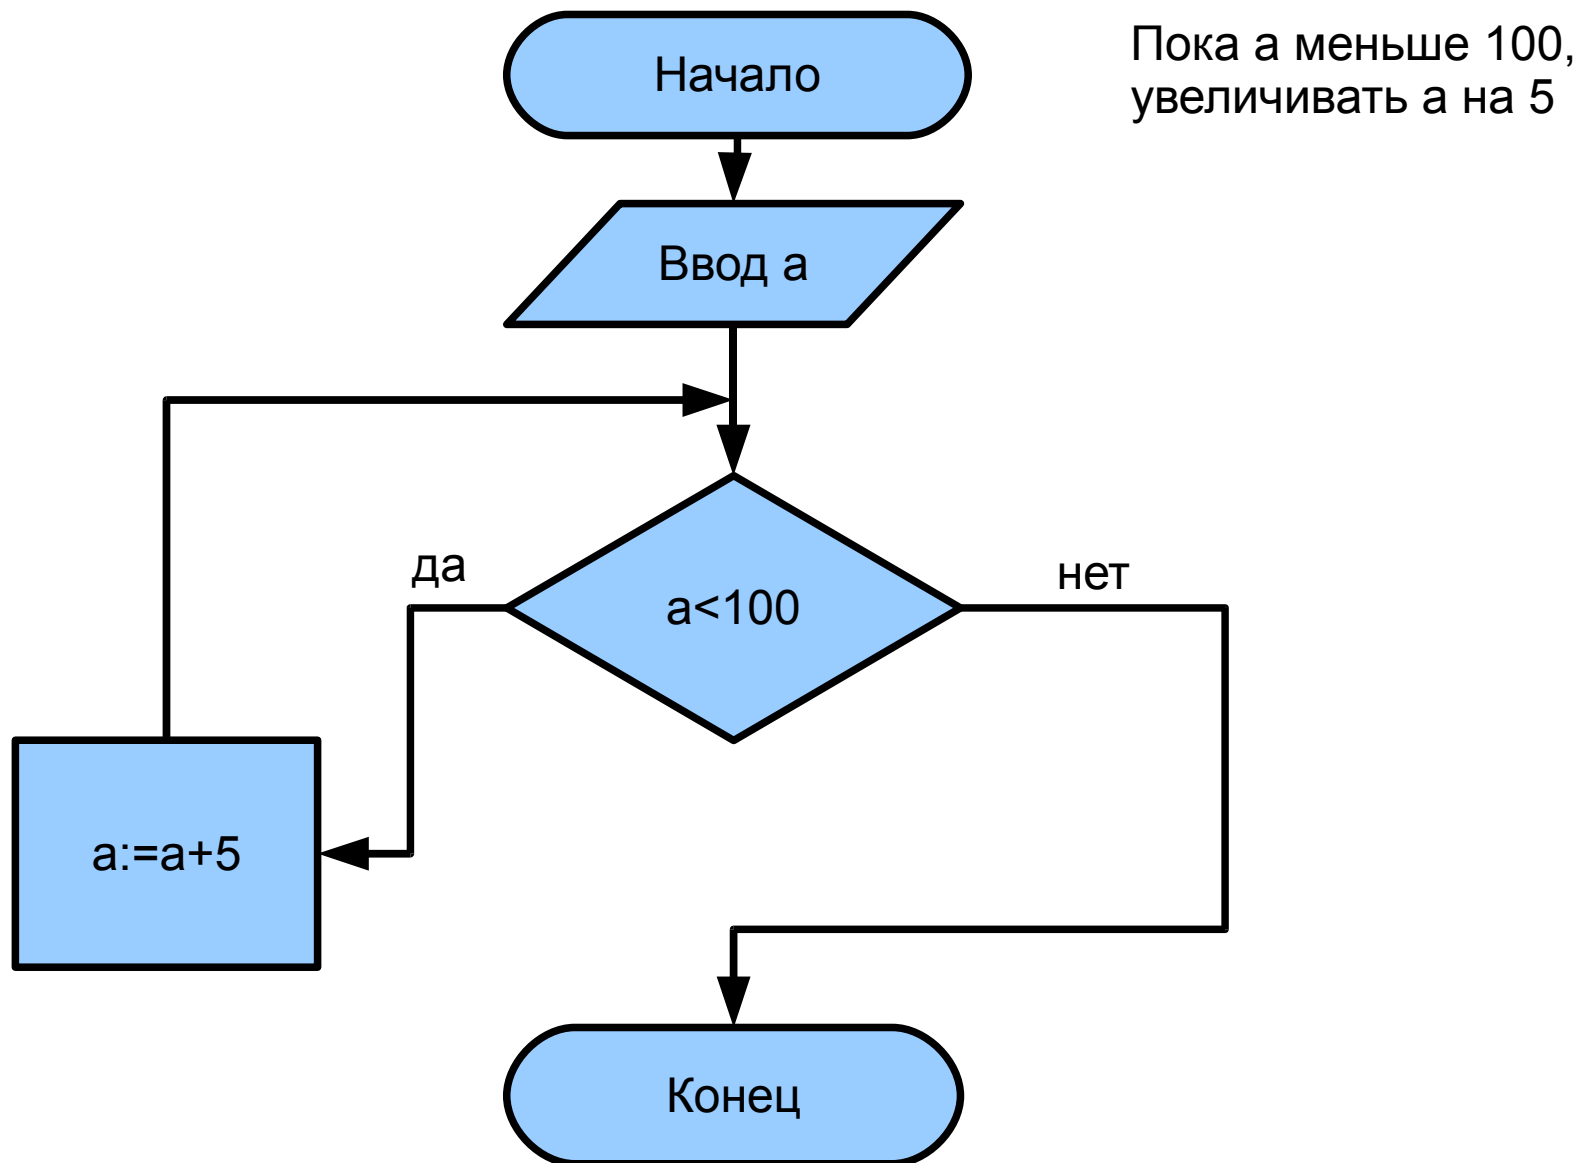 Начало
Пока а меньше 100,
увеличивать а на 5
Ввод а
да
нет
a<100
a:=a+5
Конец